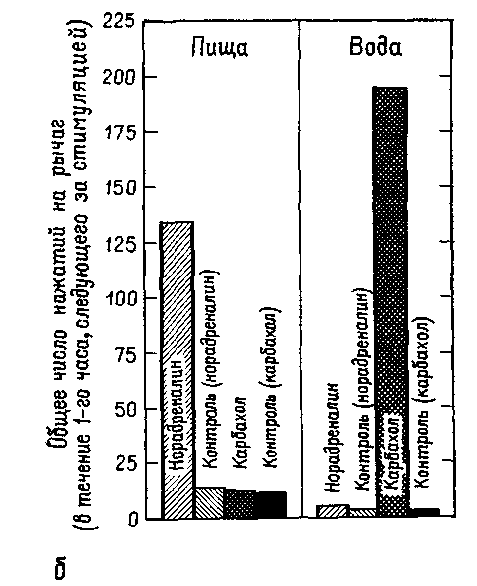 Общее число нажатий на рычаг
(в течение 1-го часа, следующего за стимуляцией)
225
200
175
150
125
100
75
50
25
0
Пища
Вода
Норадреналин
Контроль (норадреналин)
Карбахол
Контроль (карбахол)
Норадреналин
Контроль (норадреналин)
Карбахол
Контроль (карбахол)
б